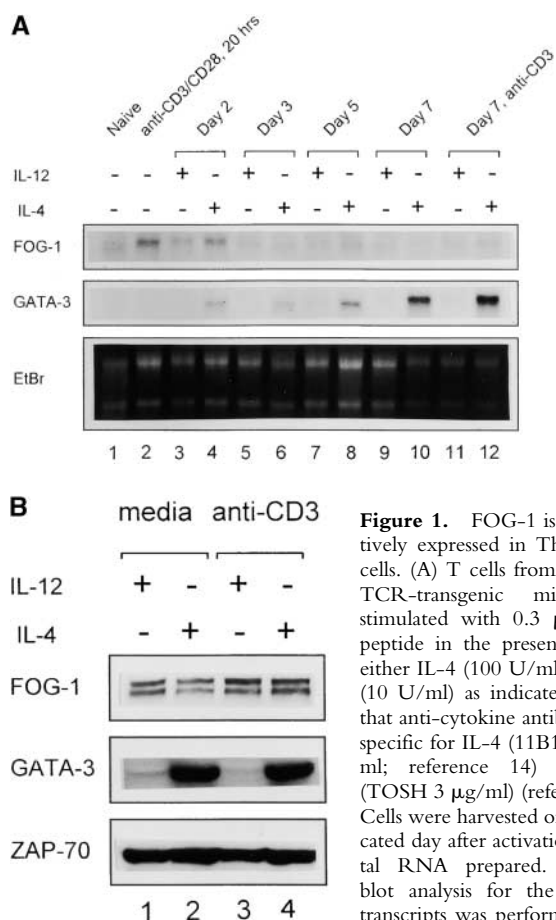 A
Naive
anti-CD3/CD28, 20 hrs
Day 2
Day 3
Day 5
Day 7
Day 7, anti-CD3
IL-12 - - + - + - + - + - + -
IL-4 - - - + - + - + - + - +
FOG-1
GATA-3
EtBr
1 2 3 4 5 6 7 8 9 10 11 12
B
media anti-CD3
IL-12 + - + -
IL-4 - + - +
FOG-1
GATA-3
ZAP-70
1 2 3 4
Figure 1. FOG-1 is
tively expressed in Th
cells. (A) T cells from
TCR-transgenic mi
stimulated with 0.3
peptide in the presen
either IL-4 (100 U/ml
(10 U/ml) as indicate
that anti-cytokine antib
specific for IL-4 (11B1
ml; reference 14)
(TOSH 3 μg/ml) (refe
Cells were harvested o
cated day after activatio
tal RNA prepared.
blot analysis for the
transcripts was perform